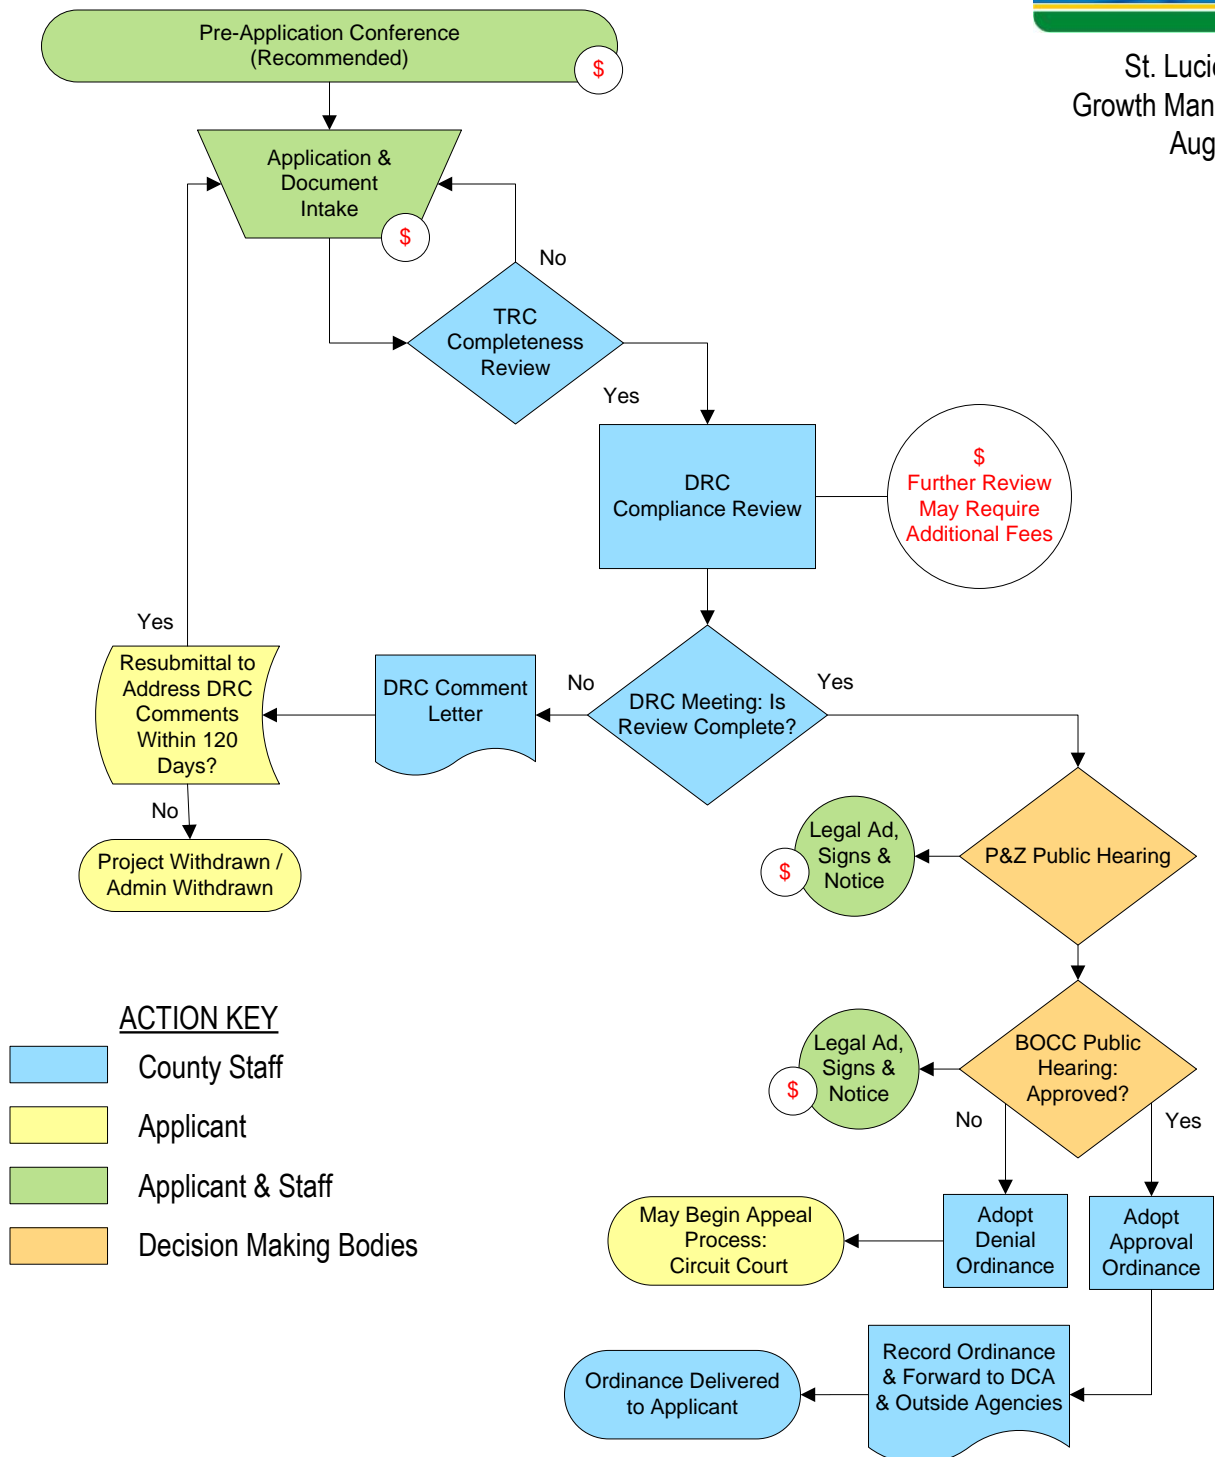 Pre-Application Conference
(Recommended)
$
St. Lucie
Growth Man
Aug
Application &
Document
Intake
$
No
TRC
Completeness
Review
Yes
DRC
Compliance Review
$
Further Review
May Require
Additional Fees
Yes
Resubmittal to
Address DRC
Comments
Within 120
Days?
DRC Comment
Letter
No
DRC Meeting: Is
Review Complete?
Yes
No
Project Withdrawn /
Admin Withdrawn
Legal Ad,
Signs &
Notice
$
P&Z Public Hearing
ACTION KEY
County Staff
Applicant
Applicant & Staff
Decision Making Bodies
Legal Ad,
Signs &
Notice
$
BOCC Public
Hearing:
Approved?
No
Yes
May Begin Appeal
Process:
Circuit Court
Adopt
Denial
Ordinance
Adopt
Approval
Ordinance
Ordinance Delivered
to Applicant
Record Ordinance
& Forward to DCA
& Outside Agencies